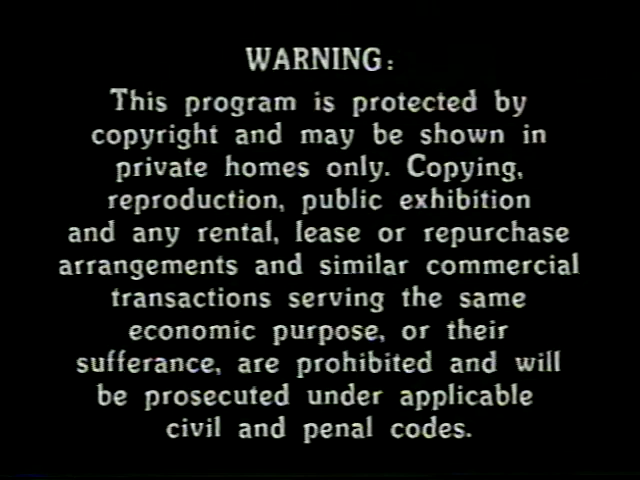 WARNING:
This program is protected by
copyright and may be shown in
private homes only. Copying,
reproduction, public exhibition
and any rental, lease or repurchase
arrangements and similar commercial
transactions serving the same
economic purpose, or their
sufferance, are prohibited and will
be prosecuted under applicable
civil and penal codes.